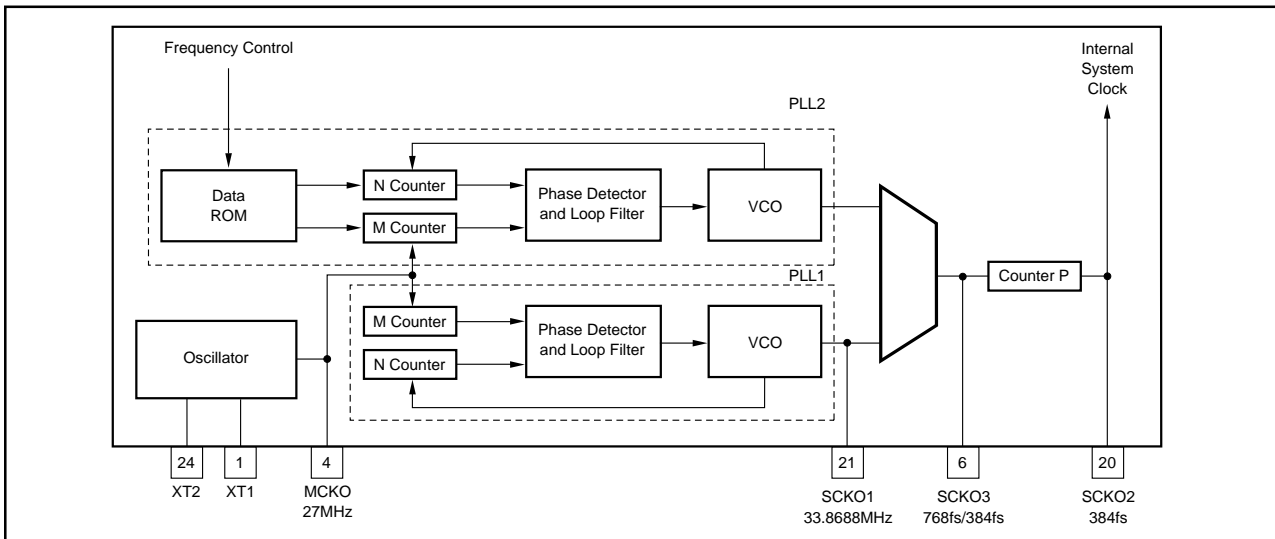 Frequency Control
Internal
System
Clock
PLL2
Data
ROM
N Counter
M Counter
Phase Detector
and Loop Filter
VCO
PLL1
M Counter
N Counter
Phase Detector
and Loop Filter
VCO
Counter P
Oscillator
24
XT2
1
XT1
4
MCKO
27MHz
21
SCKO1
33.8688MHz
6
SCKO3
768fs/384fs
20
SCKO2
384fs